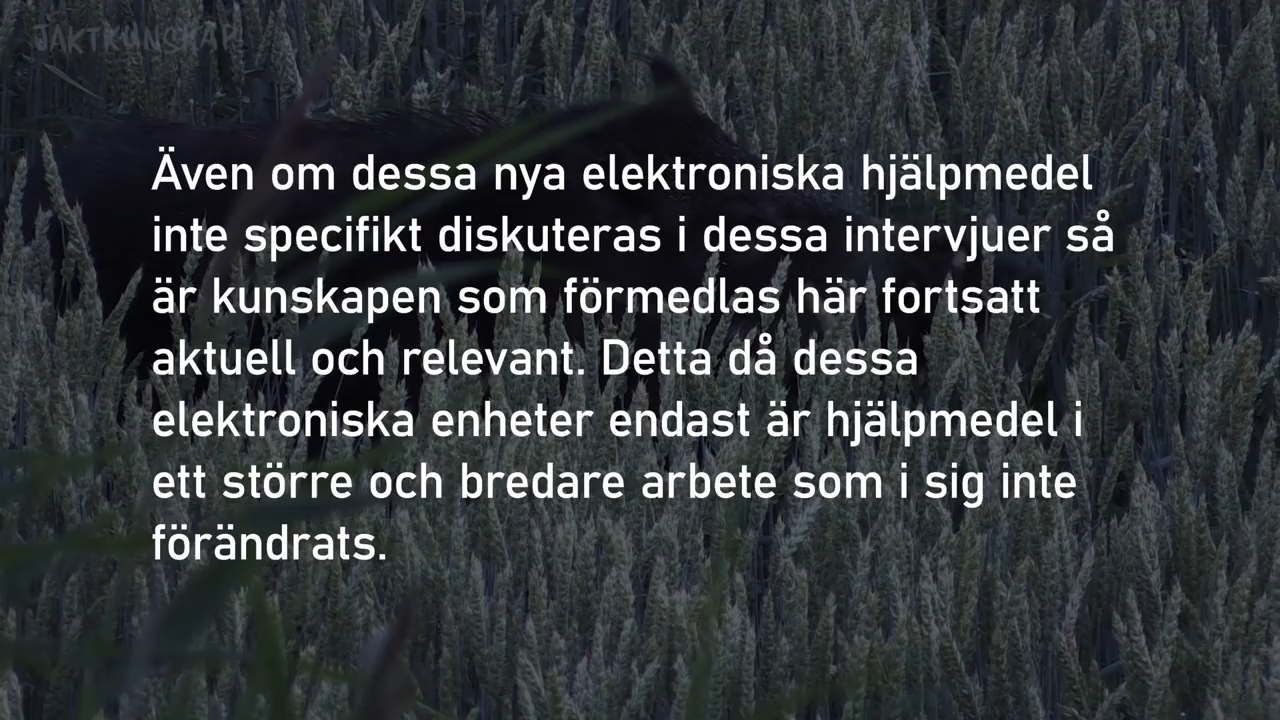 JAKTKUNSKAP
Även om dessa nya elektroniska hjälpmedel
inte specifikt diskuteras i dessa intervjuer så
är kunskapen som förmedlas här fortsatt
aktuell och relevant. Detta då dessa
elektroniska enheter endast är hjälpmedel i
ett större och bredare arbete som i sig inte
förändrats.